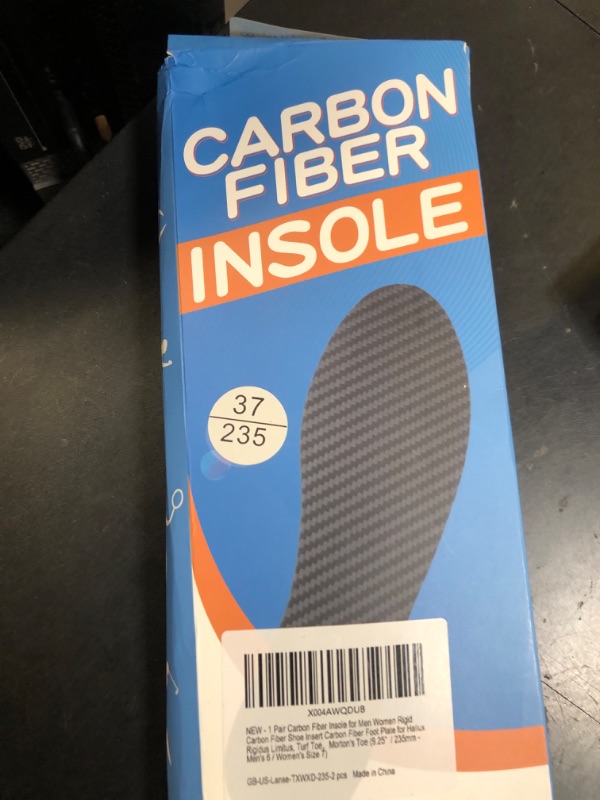 CARBON
FIBER
INSOLE
37
235
X004AWQDUB
NEW - 1 Pair Carbon Fiber Insole for Men Women Rigid
Carbon Fiber Shoe Insert Carbon Fiber Foot Plate for Hallux
Rigidus Limitus, Turf Toe, Morton's Toe (9.25" / 235mm -
Men's 6 / Women's Size 7)
GB-US-Lanse-TXWXD-235-2 pcs Made in China